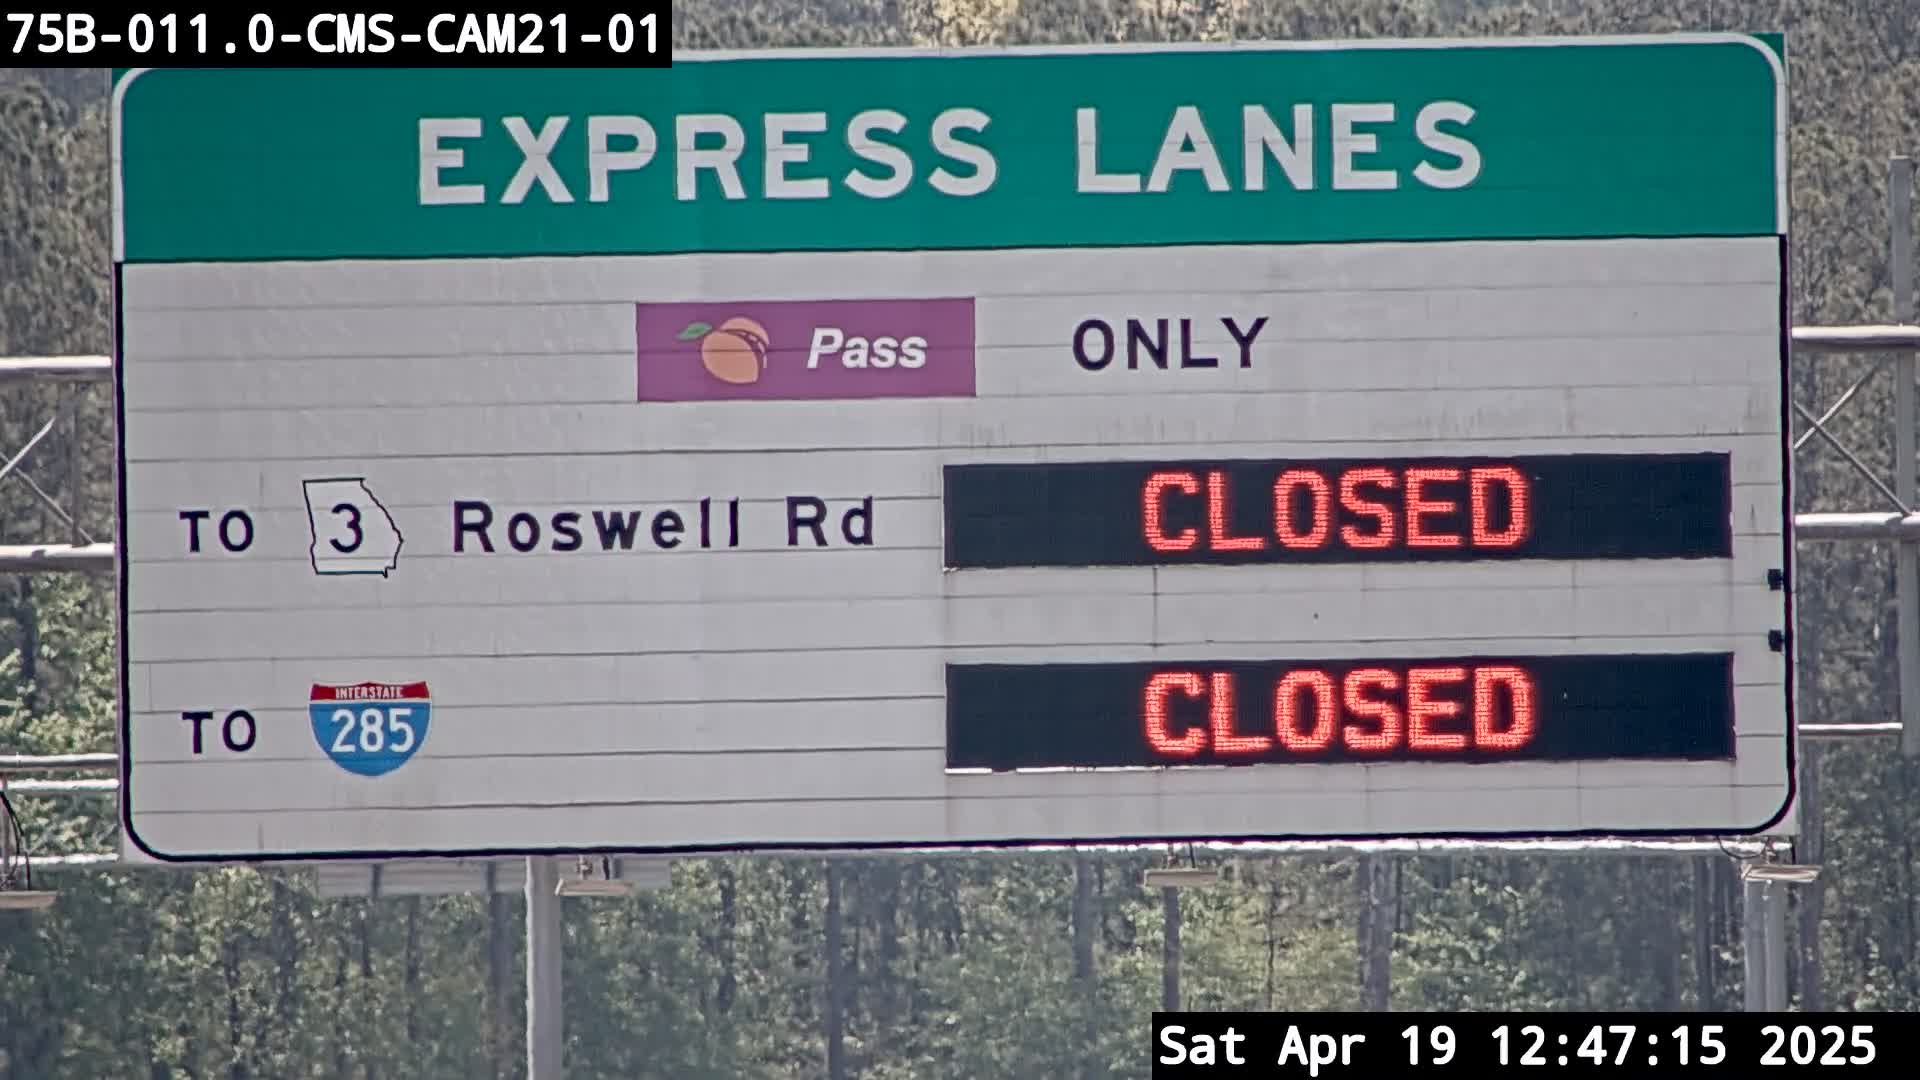 75B-011.0-CMS-CAM21-01
EXPRESS LANES
Pass ONLY
TO 3 Roswell Rd CLOSED
TO INTERSTATE 285 CLOSED
Sat Apr 19 12:47:15 2025